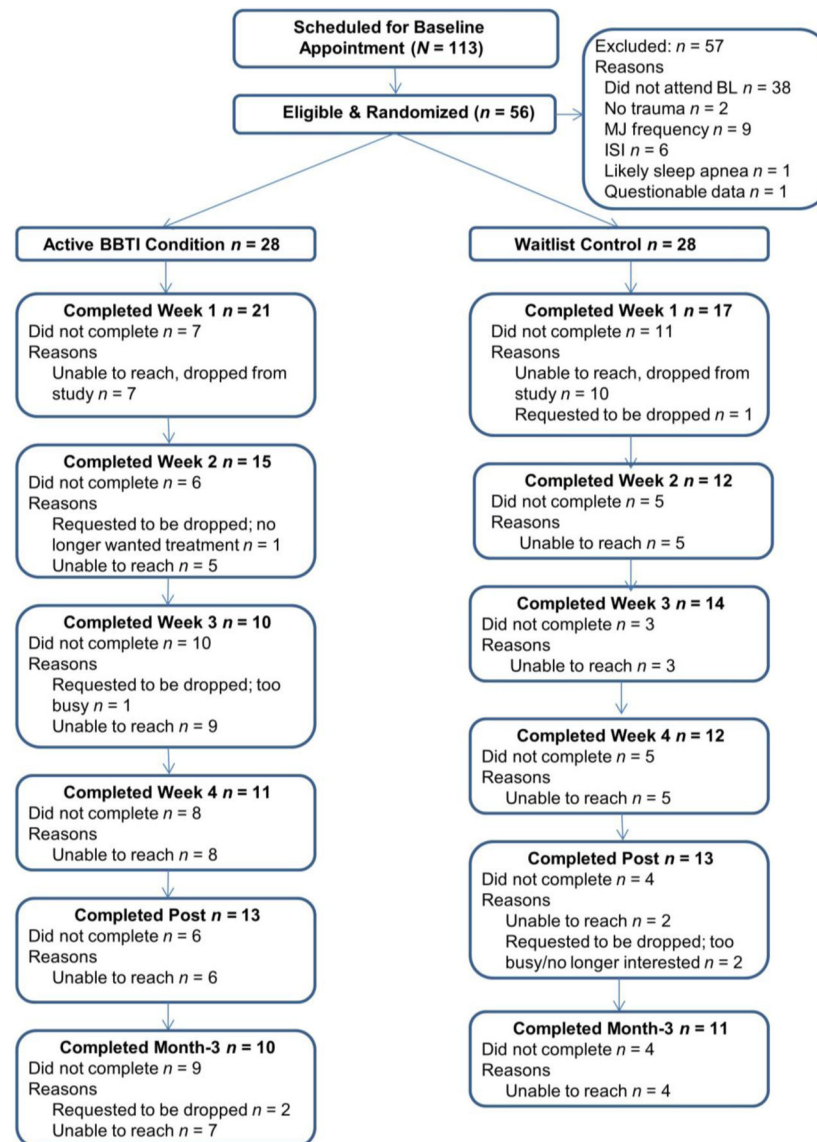 Scheduled for Baseline
Appointment (N = 113)
Excluded: n = 57
Reasons
Did not attend BL n = 38
No trauma n = 2
MJ frequency n = 9
ISI n = 6
Likely sleep apnea n = 1
Questionable data n = 1
Eligible & Randomized (n = 56)
Active BBTI Condition n = 28
Completed Week 1 n = 21
Did not complete n = 7
Reasons
Unable to reach, dropped from
study n = 7
Completed Week 2 n = 15
Did not complete n = 6
Reasons
Requested to be dropped; no
longer wanted treatment n = 1
Unable to reach n = 5
Completed Week 3 n = 10
Did not complete n = 10
Reasons
Requested to be dropped; too
busy n = 1
Unable to reach n = 9
Completed Week 4 n = 11
Did not complete n = 8
Reasons
Unable to reach n = 8
Completed Post n = 13
Did not complete n = 6
Reasons
Unable to reach n = 6
Completed Month-3 n = 10
Did not complete n = 9
Reasons
Requested to be dropped n = 2
Unable to reach n = 7
Waitlist Control n = 28
Completed Week 1 n = 17
Did not complete n = 11
Reasons
Unable to reach, dropped from
study n = 10
Requested to be dropped n = 1
Completed Week 2 n = 12
Did not complete n = 5
Reasons
Unable to reach n = 5
Completed Week 3 n = 14
Did not complete n = 3
Reasons
Unable to reach n = 3
Completed Week 4 n = 12
Did not complete n = 5
Reasons
Unable to reach n = 5
Completed Post n = 13
Did not complete n = 4
Reasons
Unable to reach n = 2
Requested to be dropped; too
busy/no longer interested n = 2
Completed Month-3 n = 11
Did not complete n = 4
Reasons
Unable to reach n = 4